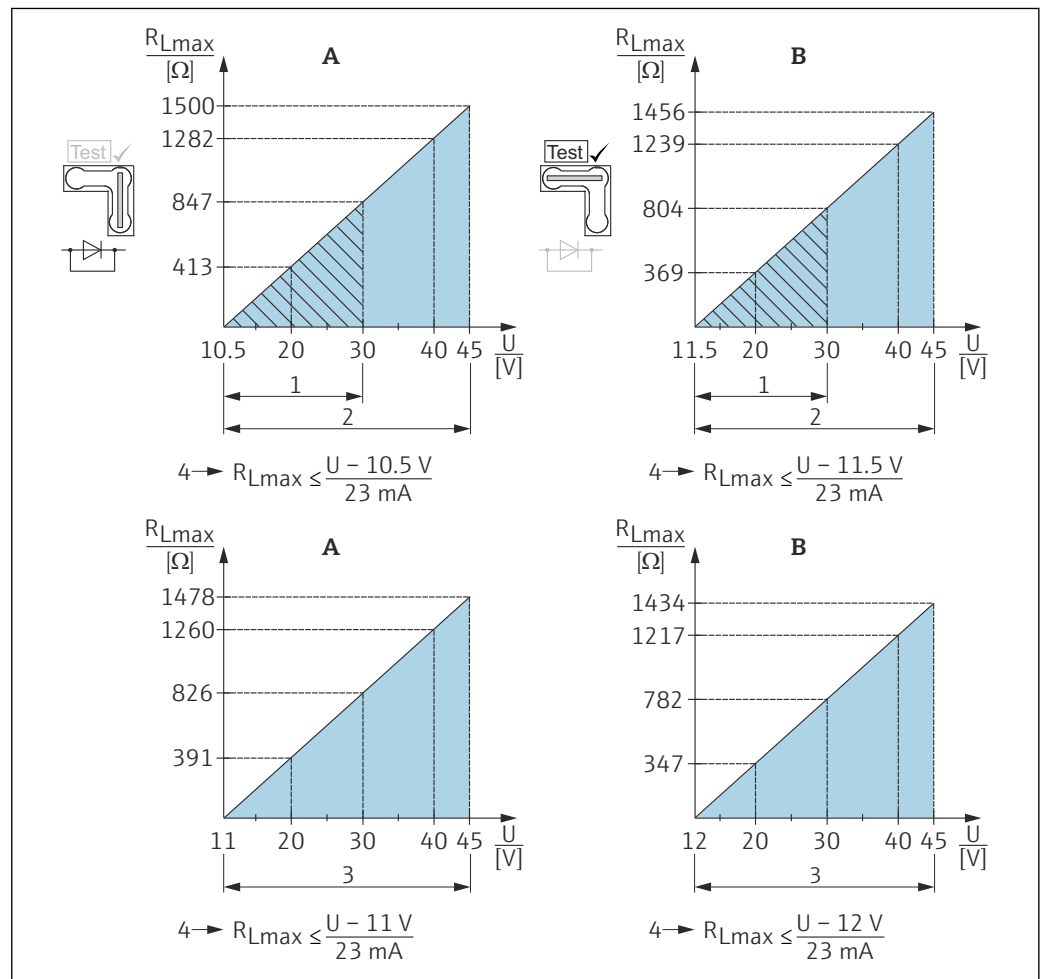 RLmax
[Ω]
A
1500
1282
847
413
10.5 20 30 40 45 U
[V]
1
2
4 RLmax ≤ U – 10.5 V
23 mA
Test
RLmax
[Ω]
B
1456
1239
804
369
11.5 20 30 40 45 U
[V]
1
2
4 RLmax ≤ U – 11.5 V
23 mA
Test
RLmax
[Ω]
A
1478
1260
826
391
11 20 30 40 45 U
[V]
3
4 RLmax ≤ U – 11 V
23 mA
RLmax
[Ω]
B
1434
1217
782
347
12 20 30 40 45 U
[V]
3
4 RLmax ≤ U – 12 V
23 mA